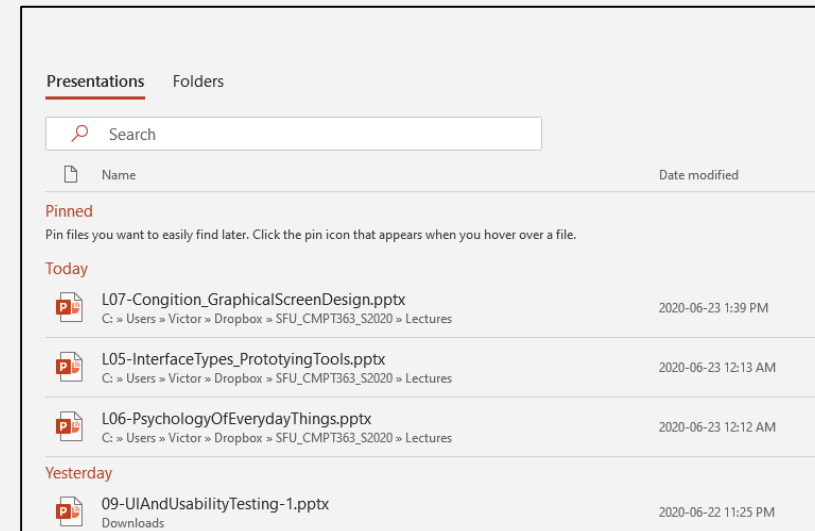 Presentations Folders
Search
Name Date modified
Pinned
Pin files you want to easily find later. Click the pin icon that appears when you hover over a file.
Today
L07-Congition_GraphicalScreenDesign.pptx
C: » Users » Victor » Dropbox » SFU_CMPT363_S2020 » Lectures
2020-06-23 1:39 PM
L05-InterfaceTypes_PrototyingTools.pptx
C: » Users » Victor » Dropbox » SFU_CMPT363_S2020 » Lectures
2020-06-23 12:13 AM
L06-PsychologyOfEverydayThings.pptx
C: » Users » Victor » Dropbox » SFU_CMPT363_S2020 » Lectures
2020-06-23 12:12 AM
Yesterday
09-UIAndUsabilityTesting-1.pptx
Downloads
2020-06-22 11:25 PM